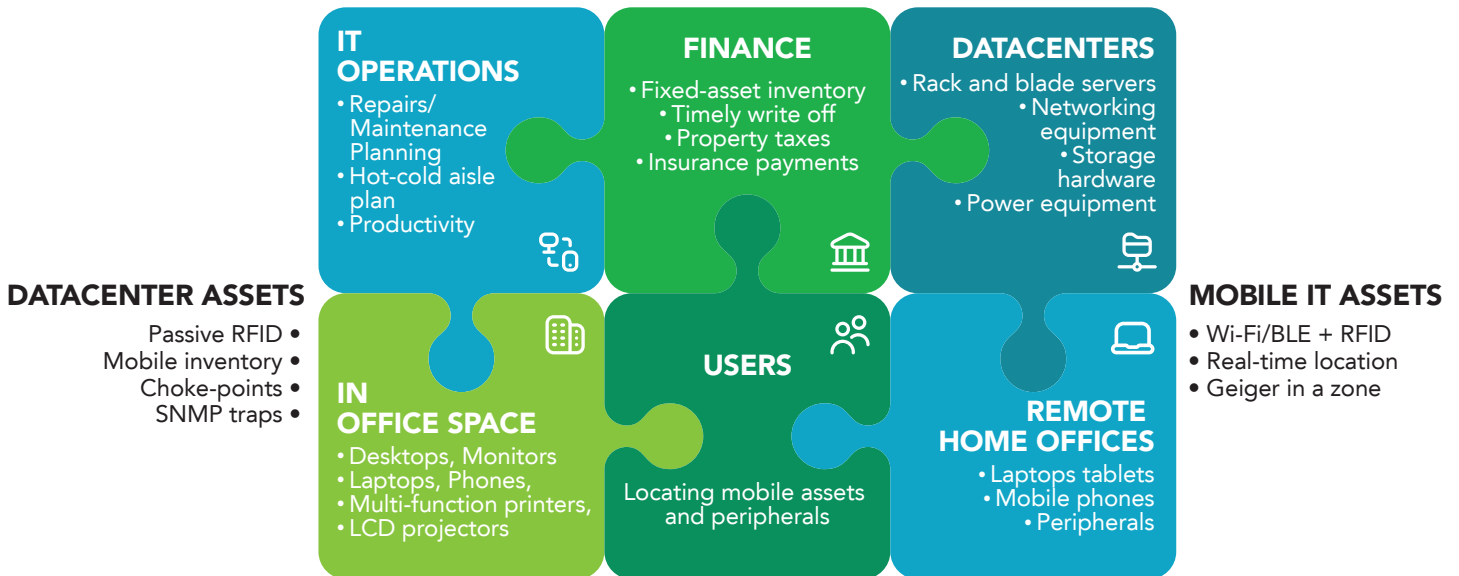 IT
OPERATIONS
• Repairs/
Maintenance
Planning
• Hot-cold aisle
plan
• Productivity
FINANCE
• Fixed-asset inventory
• Timely write off
• Property taxes
• Insurance payments
DATACENTERS
• Rack and blade servers
• Networking
equipment
• Storage
hardware
• Power equipment
DATACENTER ASSETS
Passive RFID •
Mobile inventory •
Choke-points •
SNMP traps •
IN
OFFICE SPACE
• Desktops, Monitors
• Laptops, Phones,
• Multi-function printers,
• LCD projectors
USERS
Locating mobile assets
and peripherals
REMOTE
HOME OFFICES
• Laptops tablets
• Mobile phones
• Peripherals
MOBILE IT ASSETS
• Wi-Fi/BLE + RFID
• Real-time location
• Geiger in a zone